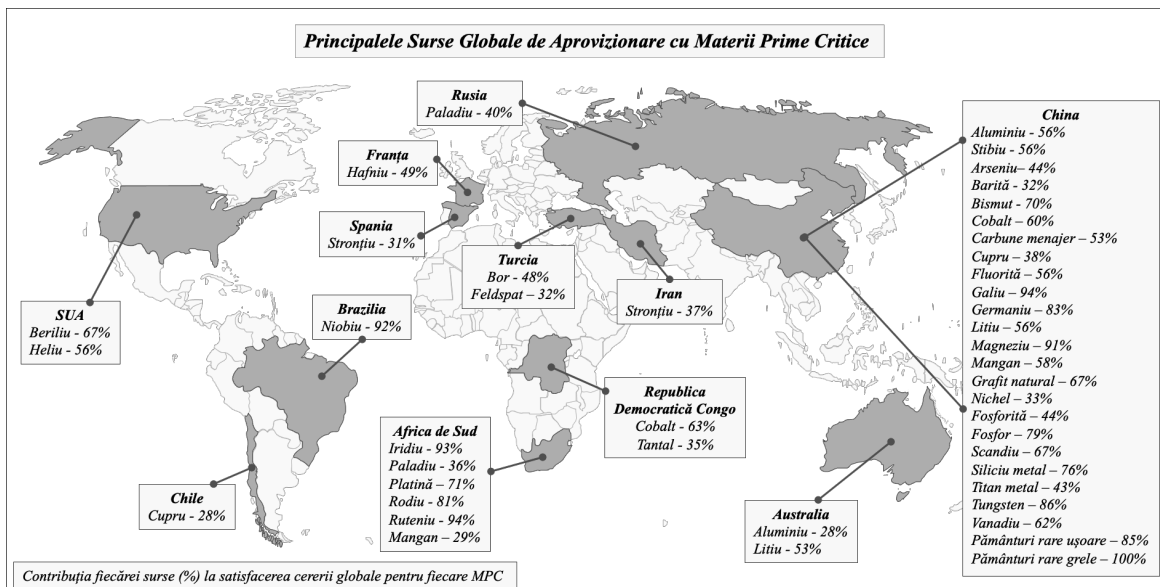 Principalele Surse Globale de Aprovizionare cu Materii Prime Critice
Rusia
Paladiu - 40%
Franța
Hafniu - 49%
Spania
Stronțiu - 31%
Turcia
Bor - 48%
Feldspat – 32%
Iran
Stronțiu - 37%
SUA
Beriliu - 67%
Heliu - 56%
Brazilia
Niobiu - 92%
Republica
Democratică Congo
Cobalt - 63%
Tantal - 35%
Africa de Sud
Iridiu - 93%
Paladiu - 36%
Platină - 71%
Rodiu - 81%
Ruteniu - 94%
Mangan - 29%
Chile
Cupru - 28%
Australia
Aluminiu - 28%
Litiu - 53%
China
Aluminiu - 56%
Stibiu - 56%
Arseniu– 44%
Barită - 32%
Bismut - 70%
Cobalt – 60%
Carbune menajer – 53%
Cupru – 38%
Fluorită – 56%
Galiu – 94%
Germaniu – 83%
Litiu – 56%
Magneziu – 91%
Mangan – 58%
Grafit natural – 67%
Nichel – 33%
Fosforită – 44%
Fosfor – 79%
Scandiu – 67%
Siliciu metal – 76%
Titan metal – 43%
Tungsten – 86%
Vanadiu – 62%
Pământuri rare ușoare – 85%
Pământuri rare grele – 100%
Contribuția fiecărei surse (%) la satisfacerea cererii globale pentru fiecare MPC